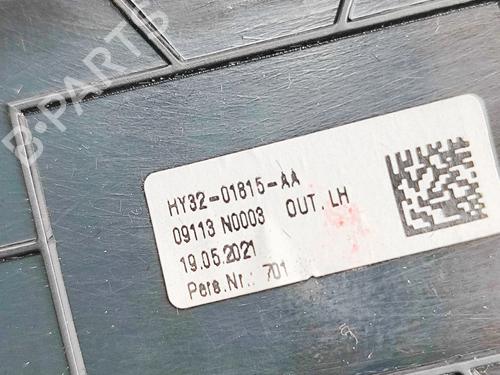 B-PARTS
HY32-01815-AA
09113 N0003 OUT. LH
19.05.2021
Pers.Nr.: 701